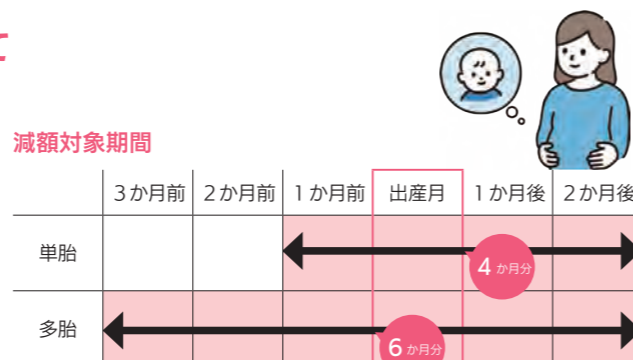 て
減額対象期間
3か月前 2か月前 1か月前 出産月 1か月後 2か月後
単胎
4 か月分
多胎
6 か月分